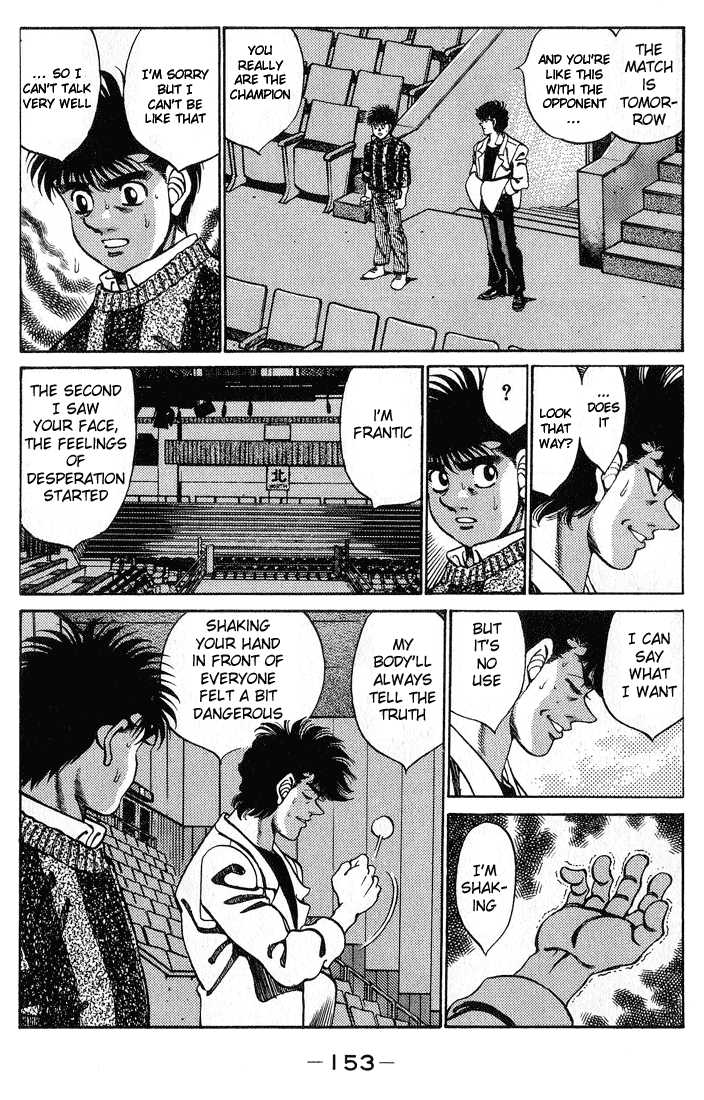 THE
MATCH
IS
TOMOR-
ROW
AND YOU'RE
LIKE THIS
WITH THE
OPPONENT
...
YOU
REALLY
ARE THE
CHAMPION
I'M SORRY
BUT I
CAN'T BE
LIKE THAT
... SO I
CAN'T TALK
VERY WELL
...
DOES
IT
LOOK
THAT
WAY?
?
I'M
FRANTIC
THE SECOND
I SAW
YOUR FACE,
THE FEELINGS
OF
DESPERATION
STARTED
北
I CAN
SAY
WHAT
I WANT
BUT
IT'S
NO
USE
MY
BODY'LL
ALWAYS
TELL THE
TRUTH
SHAKING
YOUR HAND
IN FRONT OF
EVERYONE
FELT A BIT
DANGEROUS
I'M
SHAK-
ING
—153—